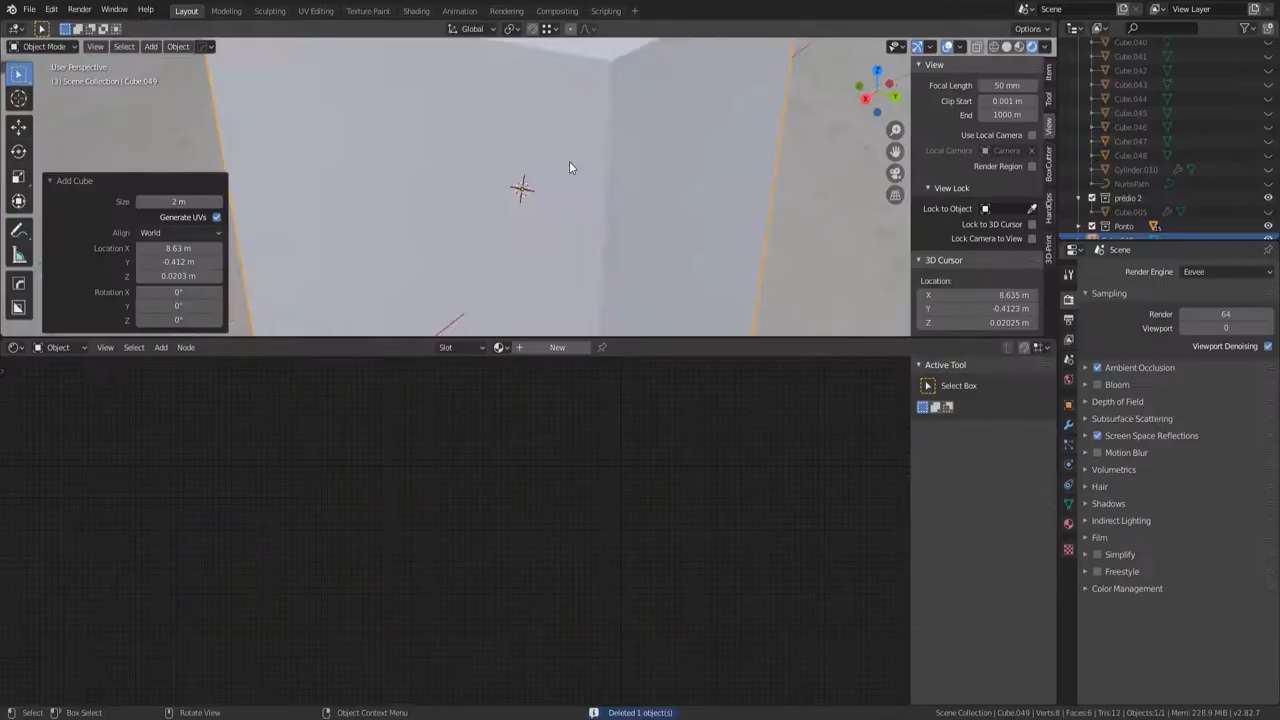 File Edit Render Window Help Layout Modeling Sculpting UV Editing Texture Paint Shading Animation Rendering Compositing Scripting + Scene View Layer
Global Options
Object Mode View Select Add Object
User Perspective
(3) Scene Collection | Cube.049
Add Cube
Size 2 m
Generate UVs
Align World
Location X 8.63 m
Y -0.412 m
Z 0.0203 m
Rotation X 0°
Y 0°
Z 0°
Z
Y
X
View
Focal Length 50 mm
Clip Start 0.001 m
End 1000 m
Use Local Camera
Local Camera Camera
Render Region
View Lock
Lock to Object
Lock to 3D Cursor
Lock Camera to View
3D Cursor
Location:
X 8.635 m
Y -0.4123 m
Z 0.02025 m
Item
Tool
View
BoxCutter
HardOps
3D-Print
Cube.040
Cube.041
Cube.042
Cube.043
Cube.044
Cube.045
Cube.046
Cube.047
Cube.048
Cylinder.010
NurbsPath
prédio 2
Cube.005
Ponto
Scene
Render Engine Eevee
Sampling
Render 64
Viewport 0
Viewport Denoising
Ambient Occlusion
Bloom
Depth of Field
Subsurface Scattering
Screen Space Reflections
Motion Blur
Volumetrics
Hair
Shadows
Indirect Lighting
Film
Simplify
Freestyle
Color Management
Object View Select Add Node Slot New
Active Tool
Select Box
Select Box Select Rotate View Object Context Menu Deleted 1 object(s) Scene Collection | Cube.049 | Verts:8 | Faces:6 | Tris:12 | Objects:1/1 | Mem: 228.9 MiB | v2.82.7